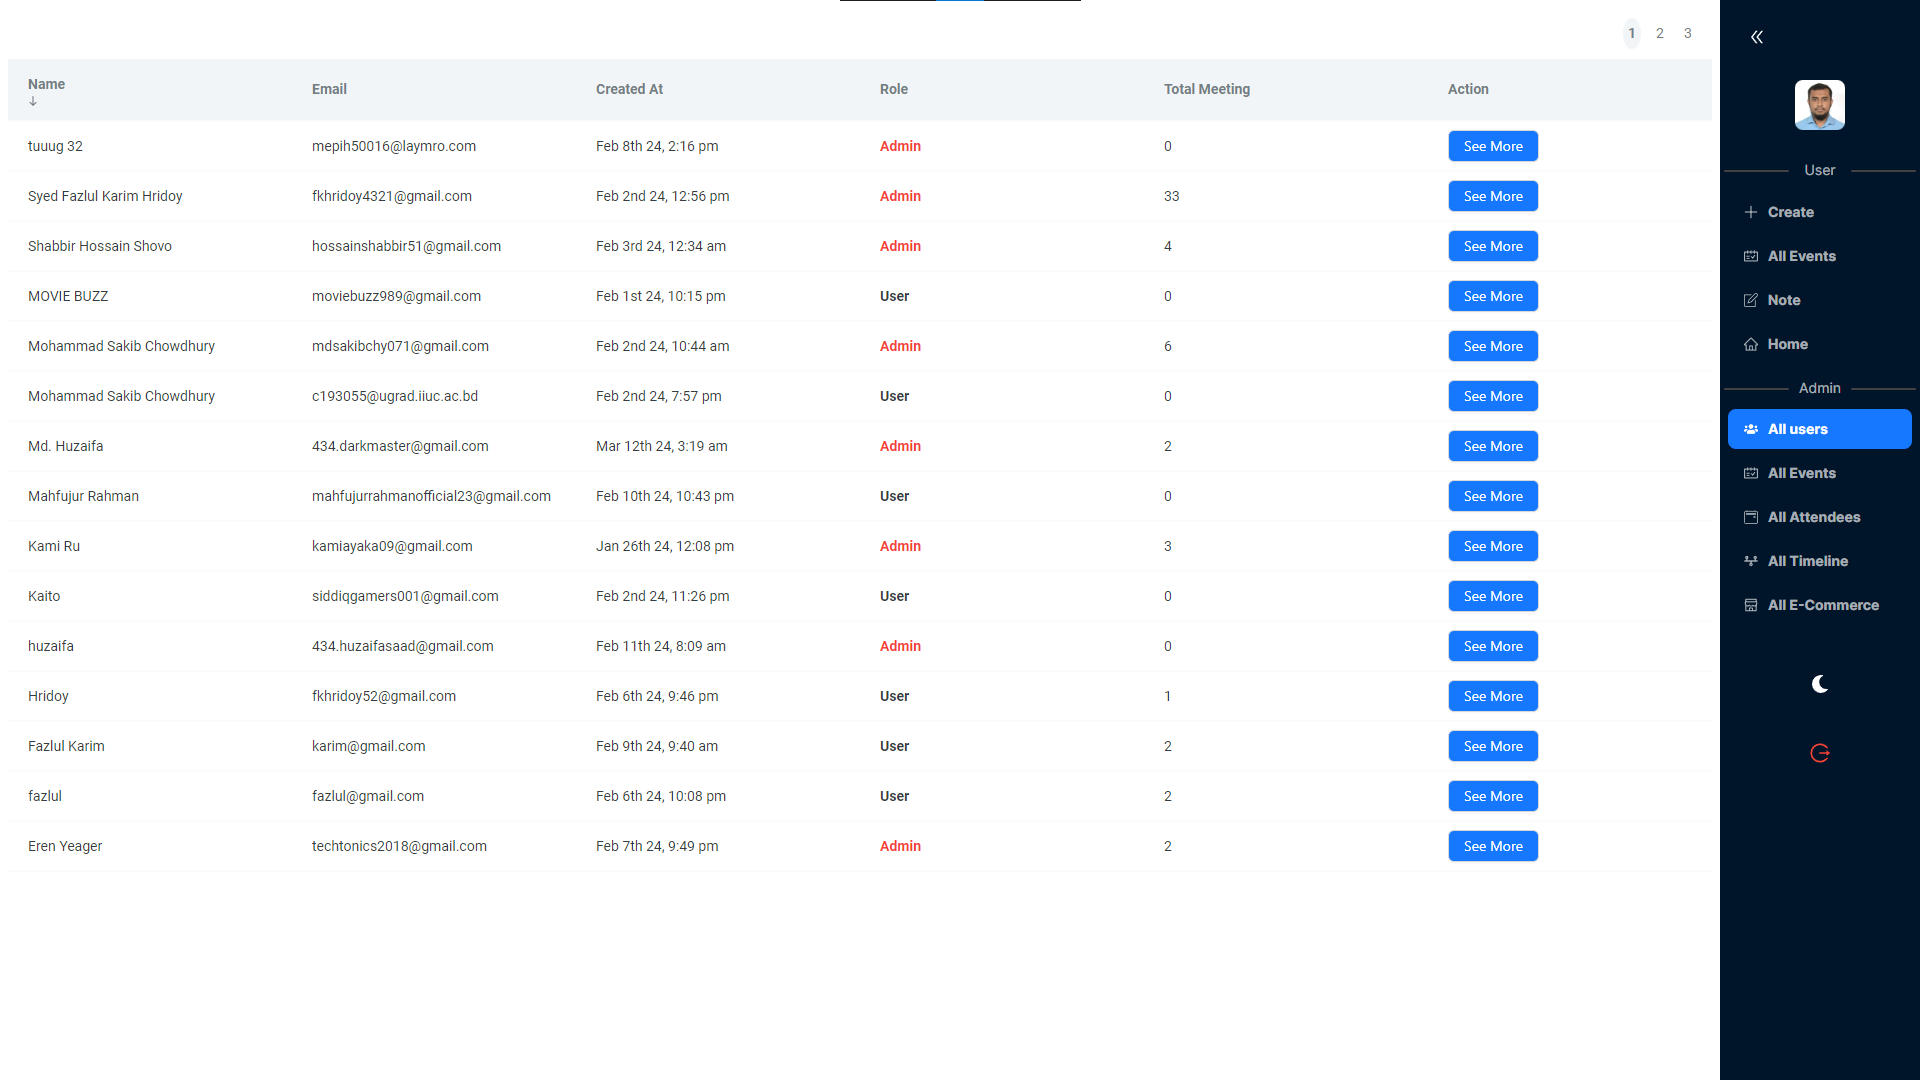 1 2 3
Name Email Created At Role Total Meeting Action
tuuug 32 mepih50016@laymro.com Feb 8th 24, 2:16 pm Admin 0 See More
Syed Fazlul Karim Hridoy fkhridoy4321@gmail.com Feb 2nd 24, 12:56 pm Admin 33 See More
Shabbir Hossain Shovo hossainshabbir51@gmail.com Feb 3rd 24, 12:34 am Admin 4 See More
MOVIE BUZZ moviebuzz989@gmail.com Feb 1st 24, 10:15 pm User 0 See More
Mohammad Sakib Chowdhury mdsakibchy071@gmail.com Feb 2nd 24, 10:44 am Admin 6 See More
Mohammad Sakib Chowdhury c193055@ugrad.iiuc.ac.bd Feb 2nd 24, 7:57 pm User 0 See More
Md. Huzaifa 434.darkmaster@gmail.com Mar 12th 24, 3:19 am Admin 2 See More
Mahfujur Rahman mahfujurrahmanofficial23@gmail.com Feb 10th 24, 10:43 pm User 0 See More
Kami Ru kamiayaka09@gmail.com Jan 26th 24, 12:08 pm Admin 3 See More
Kaito siddiqgamers001@gmail.com Feb 2nd 24, 11:26 pm User 0 See More
huzaifa 434.huzaifasaad@gmail.com Feb 11th 24, 8:09 am Admin 0 See More
Hridoy fkhridoy52@gmail.com Feb 6th 24, 9:46 pm User 1 See More
Fazlul Karim karim@gmail.com Feb 9th 24, 9:40 am User 2 See More
fazlul fazlul@gmail.com Feb 6th 24, 10:08 pm User 2 See More
Eren Yeager techtonics2018@gmail.com Feb 7th 24, 9:49 pm Admin 2 See More
User
Create
All Events
Note
Home
Admin
All users
All Events
All Attendees
All Timeline
All E-Commerce